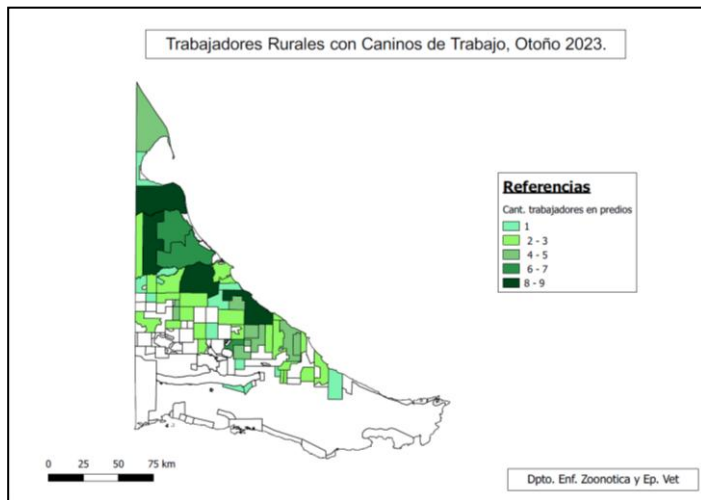 Trabajadores Rurales con Caninos de Trabajo, Otoño 2023.
Referencias
Cant. trabajadores en predios
1
2 - 3
4 - 5
6 - 7
8 - 9
0 25 50 75 km
Dpto. Enf. Zoonotica y Ep. Vet